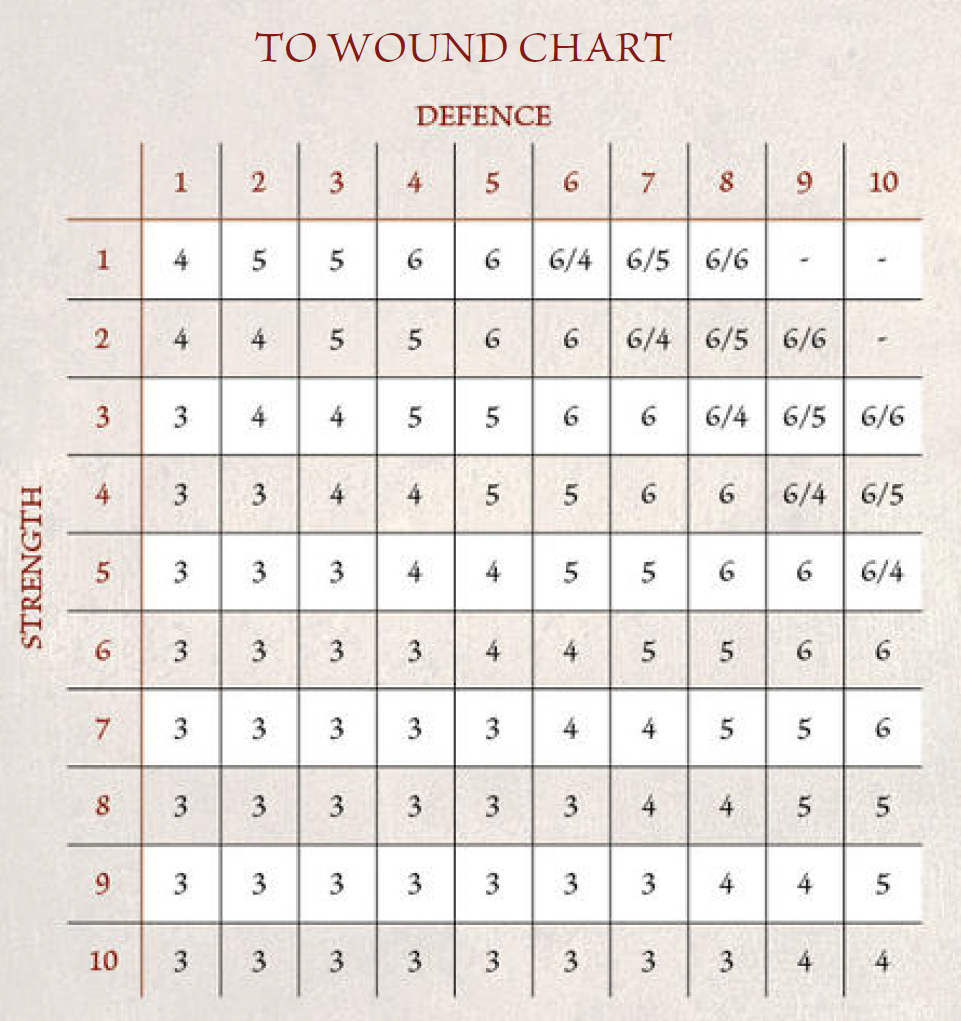 TO WOUND CHART
DEFENCE
1 2 3 4 5 6 7 8 9 10
1 4 5 5 6 6 6/4 6/5 6/6 - -
2 4 4 5 5 6 6 6/4 6/5 6/6 -
3 3 4 4 5 5 6 6 6/4 6/5 6/6
STRENGTH
4 3 3 4 4 5 5 6 6 6/4 6/5
5 3 3 3 4 4 5 5 6 6 6/4
6 3 3 3 3 4 4 5 5 6 6
7 3 3 3 3 3 4 4 5 5 6
8 3 3 3 3 3 3 4 4 5 5
9 3 3 3 3 3 3 3 4 4 5
10 3 3 3 3 3 3 3 3 4 4